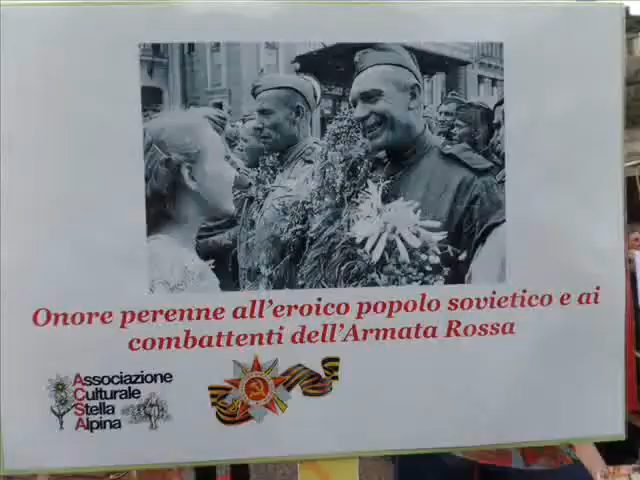 Onore perenne all'eroico popolo sovietico e ai
combattenti dell'Armata Rossa
Associazione
Culturale
Stella
Alpina